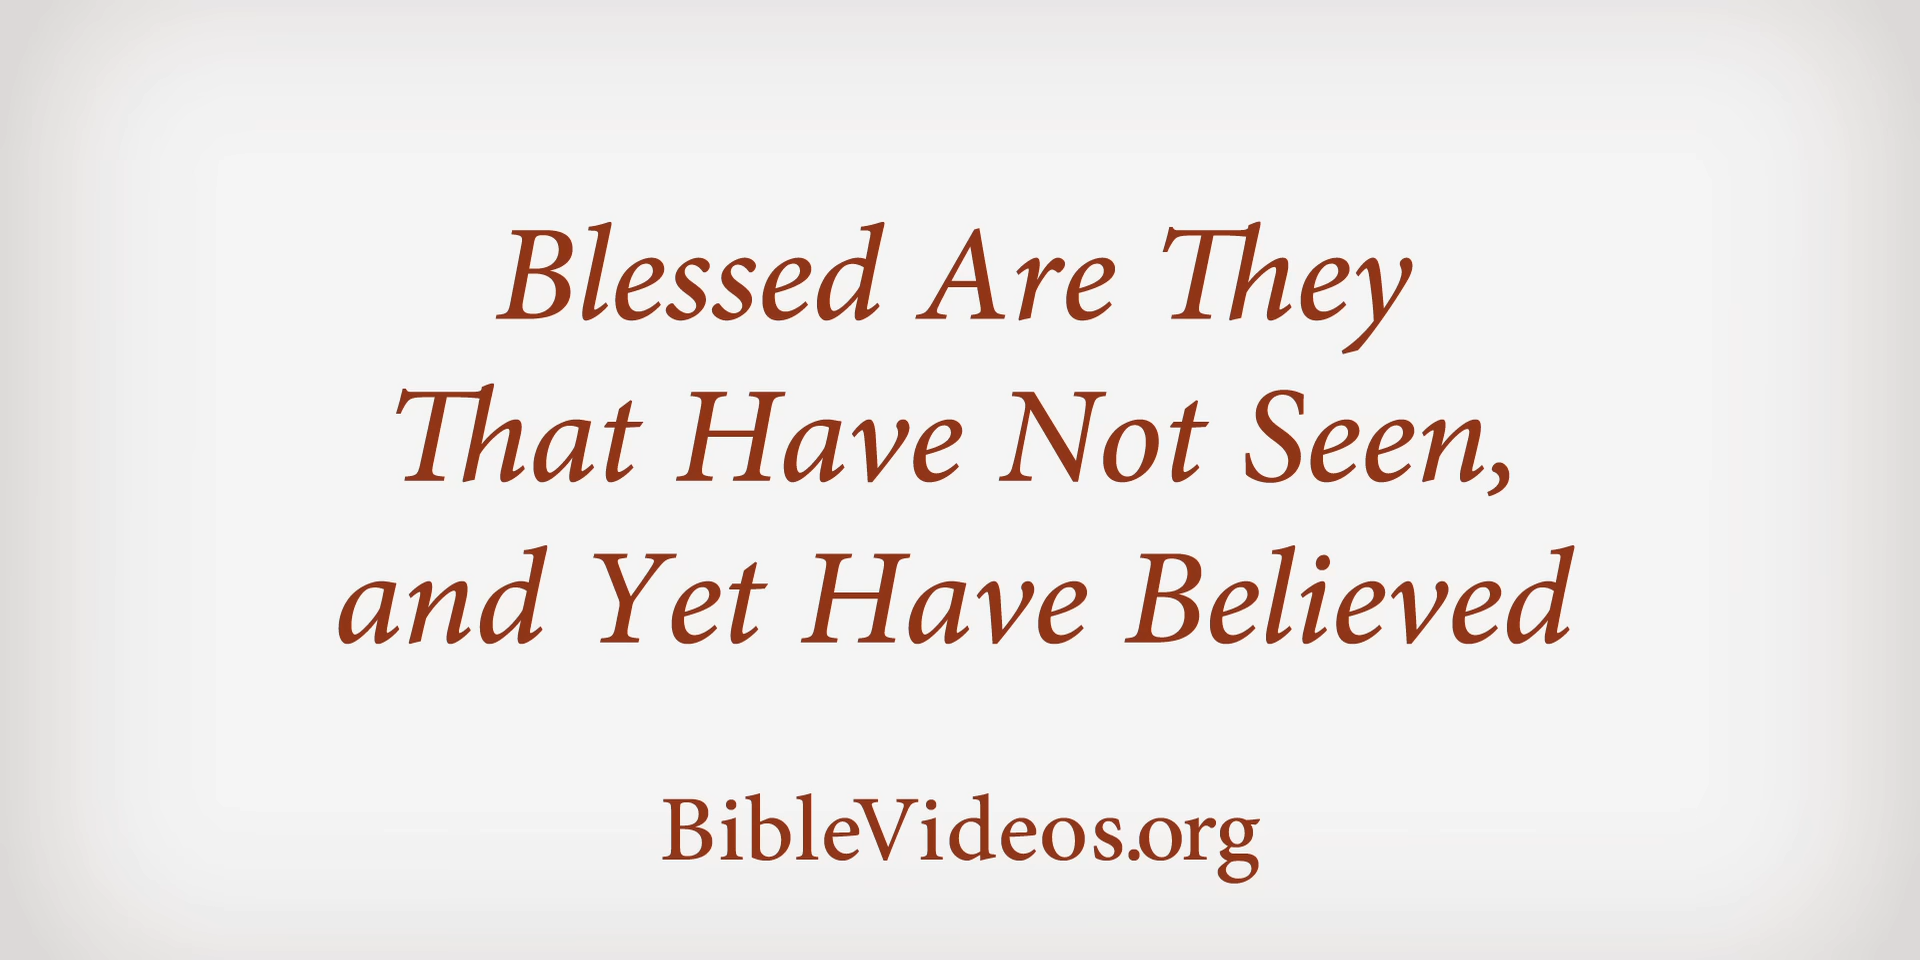 Blessed Are They
That Have Not Seen,
and Yet Have Believed
BibleVideos.org